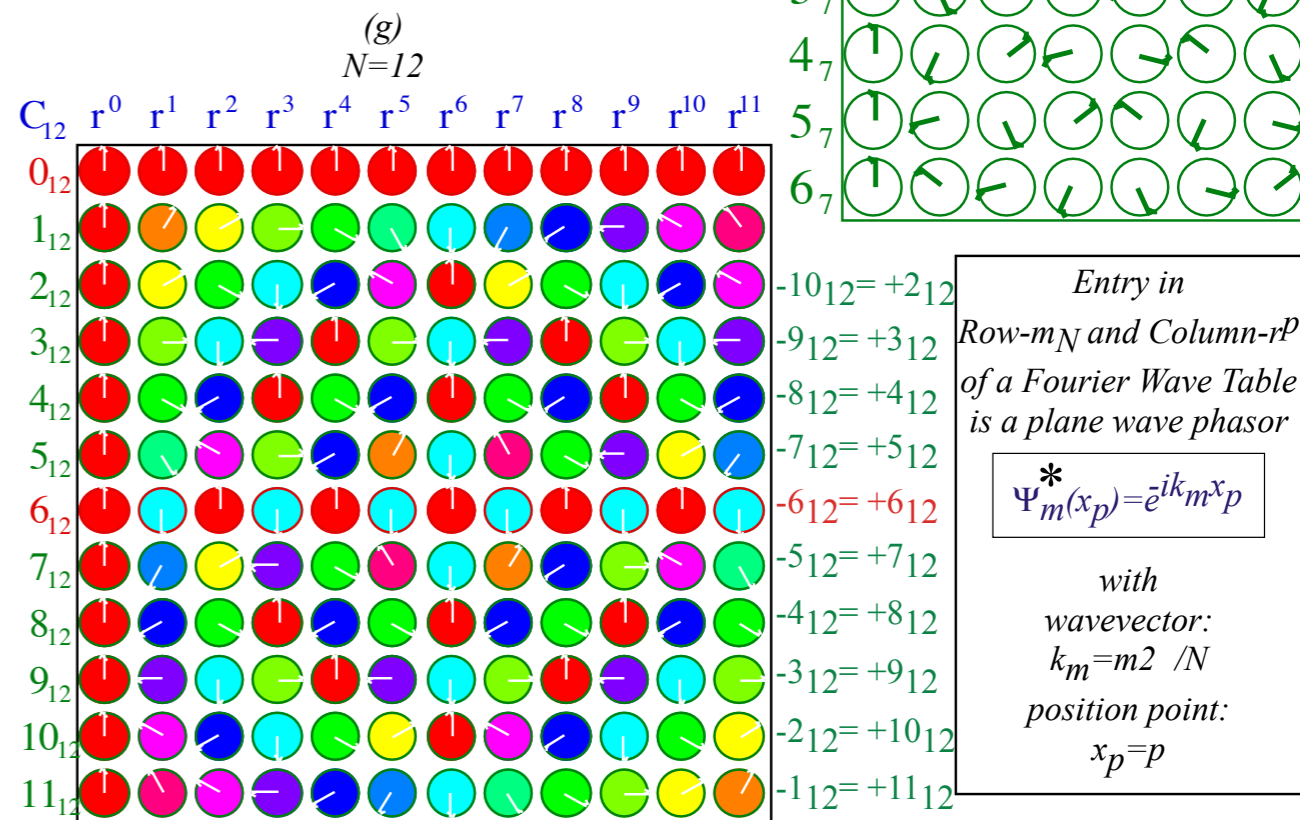 (g)
N=12
C12 r0 r1 r2 r3 r4 r5 r6 r7 r8 r9 r10 r11
012
112
212 -1012= +212
312 -912= +312
412 -812= +412
512 -712= +512
612 -612= +612
712 -512= +712
812 -412= +812
912 -312= +912
1012 -212= +1012
1112 -112= +1112
47
57
67
Entry in
Row-mN and Column-rp
of a Fourier Wave Table
is a plane wave phasor
Ψ*m(xp)=e-ikmxp
with
wavevector:
km=m2 /N
position point:
xp=p